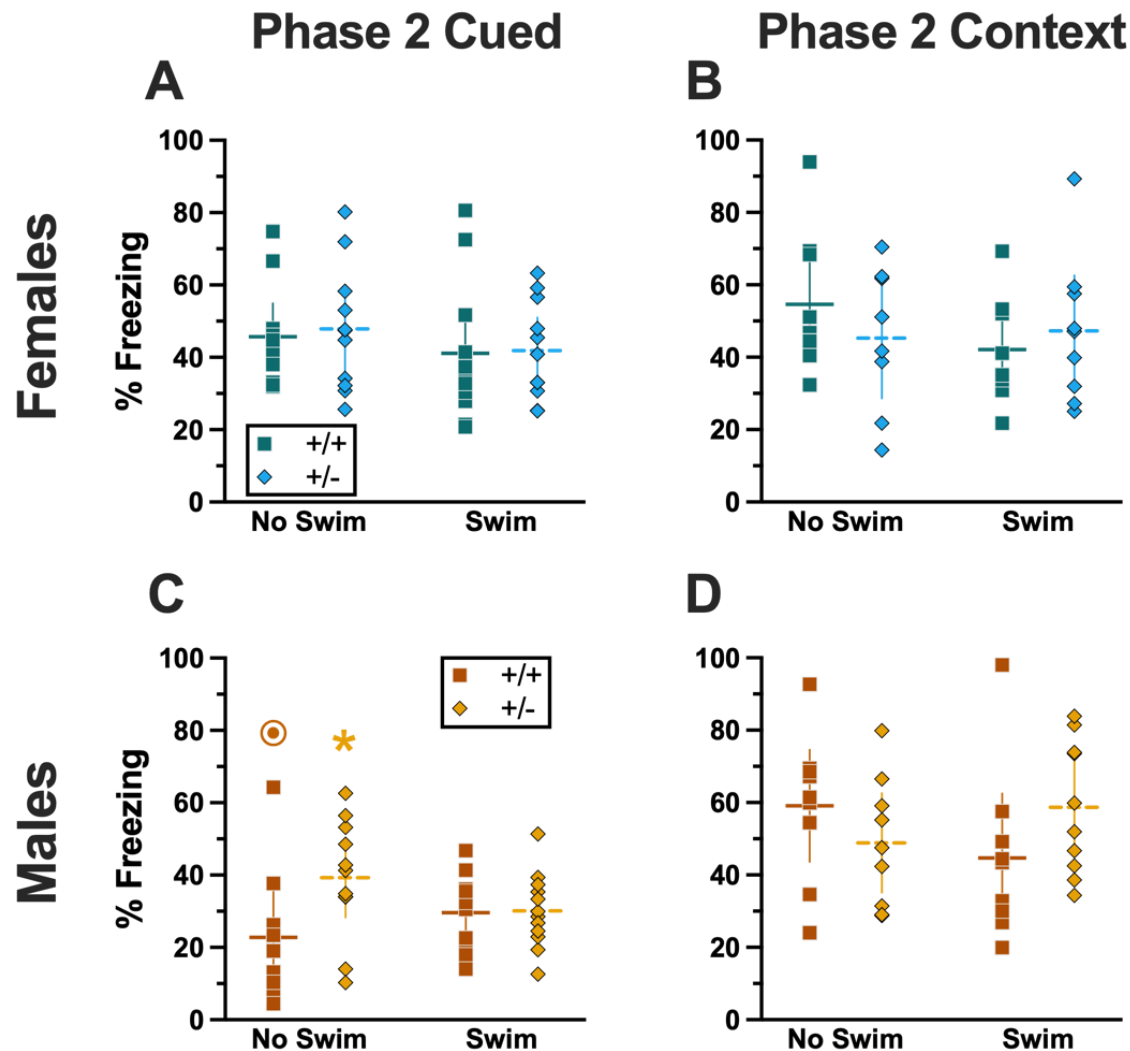 Phase 2 Cued
Phase 2 Context
A
B
Females
% Freezing
100
80
60
40
20
0
+/+
+/-
No Swim
Swim
100
80
60
40
20
0
No Swim
Swim
C
D
Males
% Freezing
100
80
60
40
20
0
*
+/+
+/-
No Swim
Swim
100
80
60
40
20
0
No Swim
Swim